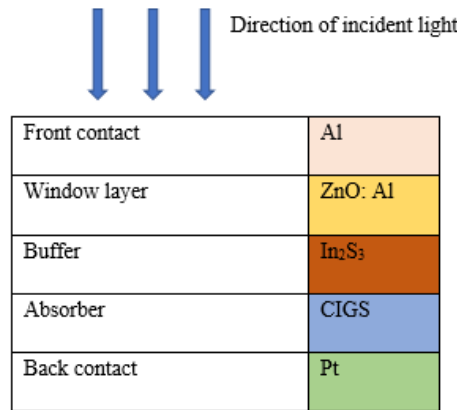 Direction of incident light
Front contact Al
Window layer ZnO: Al
Buffer In₂S₃
Absorber CIGS
Back contact Pt